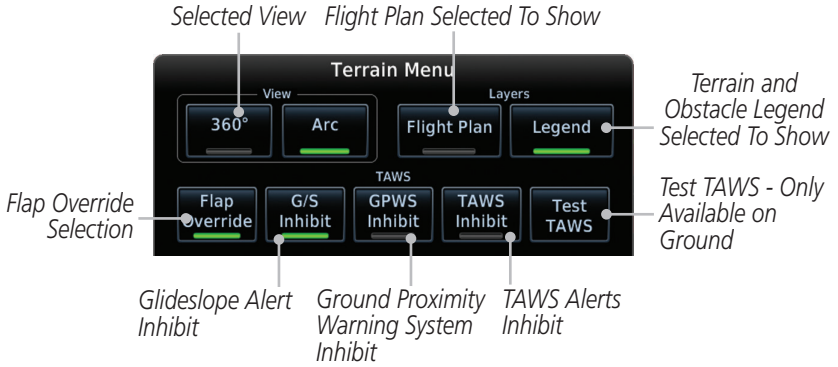 Selected View
Flight Plan Selected To Show
Terrain Menu
View
Layers
360°
Arc
Flight Plan
Legend
Terrain and
Obstacle Legend
Selected To Show
TAWS
Flap
Override
G/S
Inhibit
GPWS
Inhibit
TAWS
Inhibit
Test
TAWS
Flap Override
Selection
Test TAWS - Only
Available on
Ground
Glideslope Alert
Inhibit
Ground Proximity
Warning System
Inhibit
TAWS Alerts
Inhibit